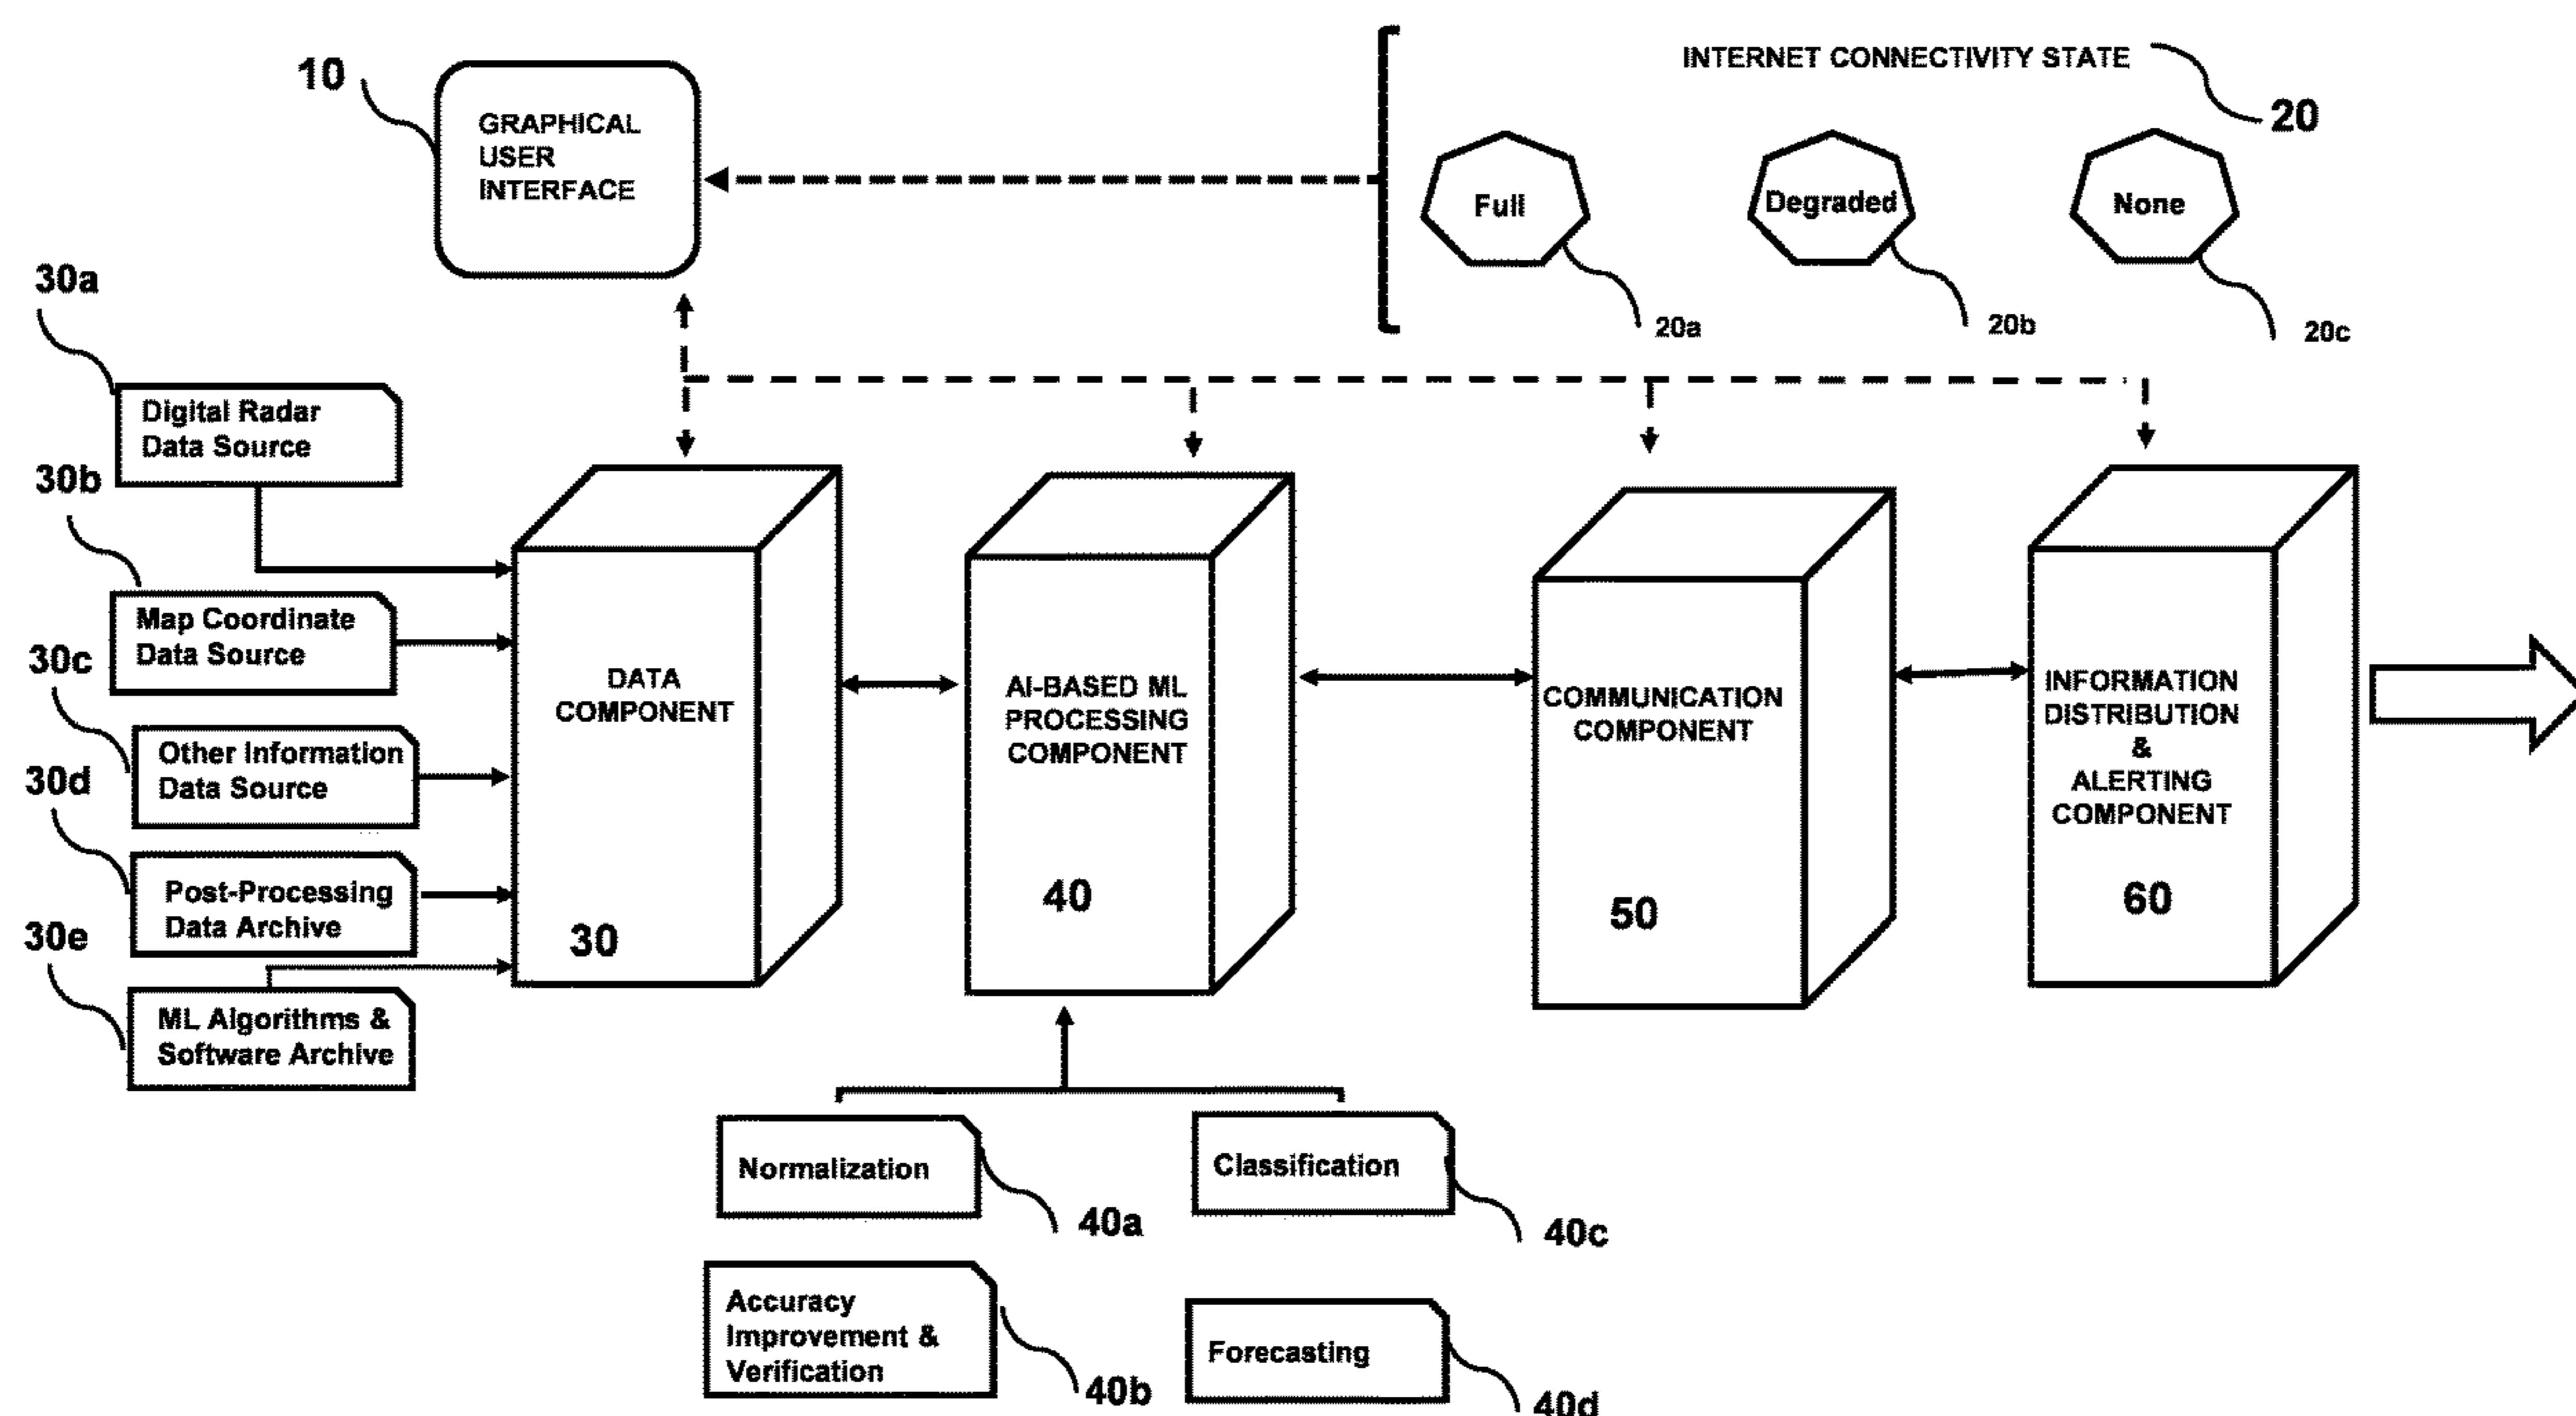 10
GRAPHICAL
USER
INTERFACE
INTERNET CONNECTIVITY STATE
20
Full
Degraded
None
20a
20b
20c
30a
Digital Radar
Data Source
30b
Map Coordinate
Data Source
30c
Other Information
Data Source
30d
Post-Processing
Data Archive
30e
ML Algorithms &
Software Archive
DATA
COMPONENT
30
AI-BASED ML
PROCESSING
COMPONENT
40
COMMUNICATION
COMPONENT
50
INFORMATION
DISTRIBUTION
&
ALERTING
COMPONENT
60
Normalization
40a
Classification
40c
Accuracy
Improvement &
Verification
40b
Forecasting
40d